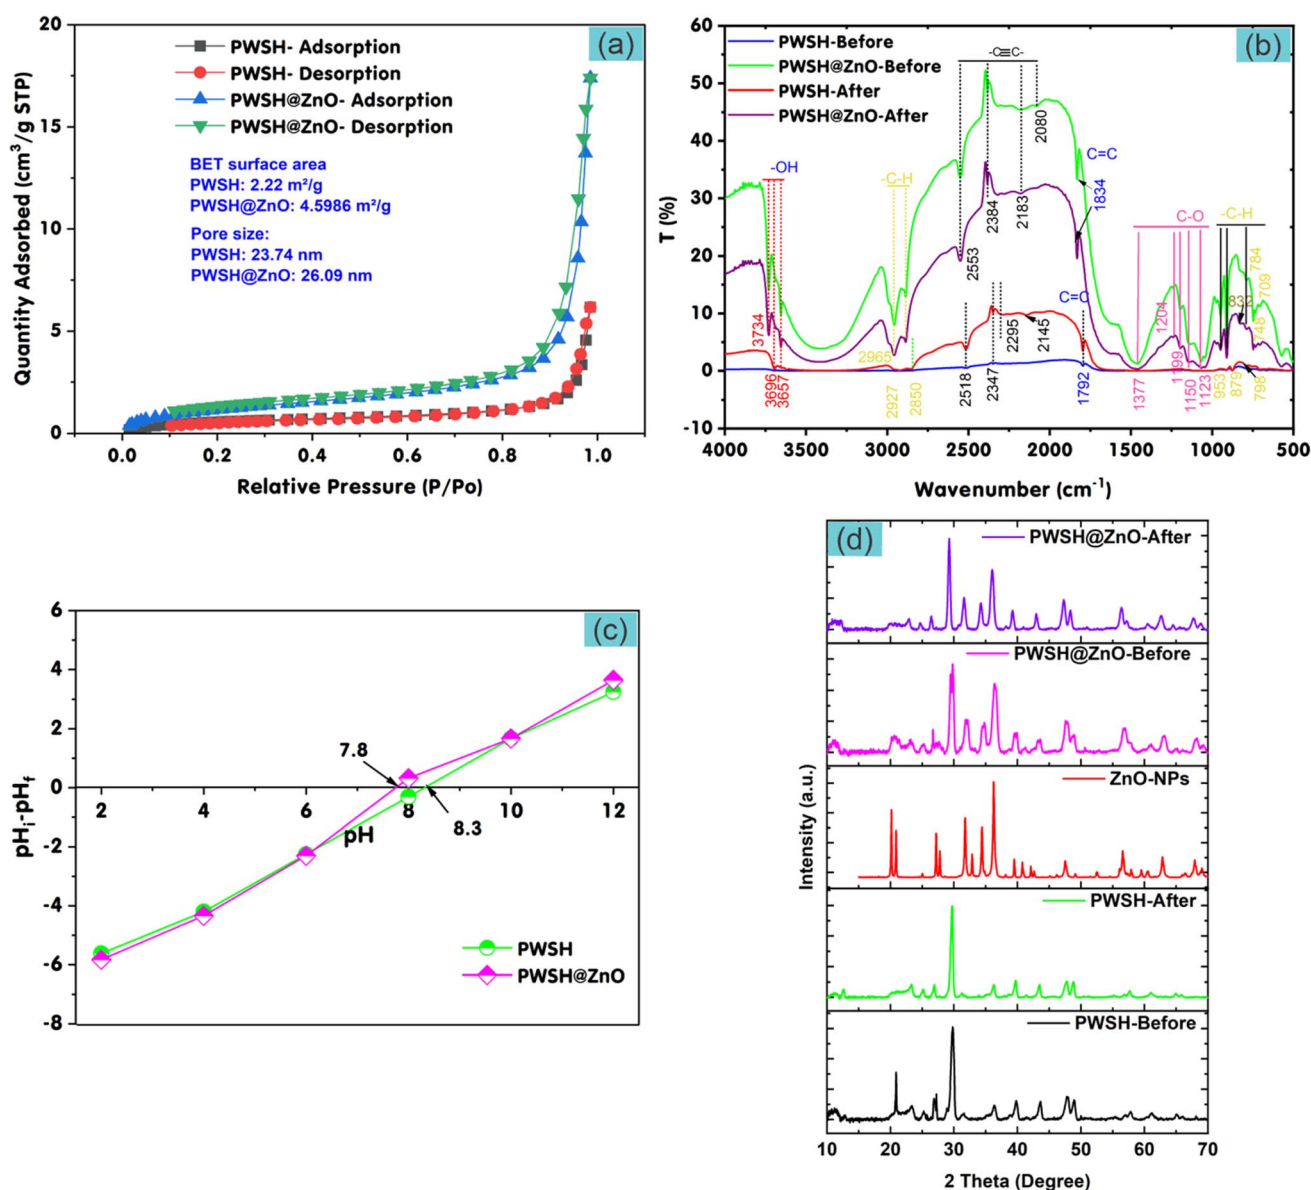 (a)
PWSH- Adsorption
PWSH- Desorption
PWSH@ZnO- Adsorption
PWSH@ZnO- Desorption
BET surface area
PWSH: 2.22 m²/g
PWSH@ZnO: 4.5986 m²/g
Pore size:
PWSH: 23.74 nm
PWSH@ZnO: 26.09 nm
Quantity Adsorbed (cm³/g STP)
20
15
10
5
0
0.0 0.2 0.4 0.6 0.8 1.0
Relative Pressure (P/Po)
(b)
PWSH-Before
PWSH@ZnO-Before
PWSH-After
PWSH@ZnO-After
T (%)
60
50
40
30
20
10
0
-10
-OH
-C-H
-C≡C-
C=C
C=C
C-O
-C-H
3734
3696
3657
2965
2927
2850
2553
2518
2384
2347
2183
2295
2080
2145
1834
1792
1377
1204
1199
1150
1123
953
879
832
798
748
784
709
4000 3500 3000 2500 2000 1500 1000 500
Wavenumber (cm⁻¹)
(c)
pHi-pHf
6
4
2
0
-2
-4
-6
-8
2 4 6 8 10 12
pH
7.8
8.3
PWSH
PWSH@ZnO
(d)
PWSH@ZnO-After
PWSH@ZnO-Before
ZnO-NPs
PWSH-After
PWSH-Before
Intensity (a.u.)
10 20 30 40 50 60 70
2 Theta (Degree)